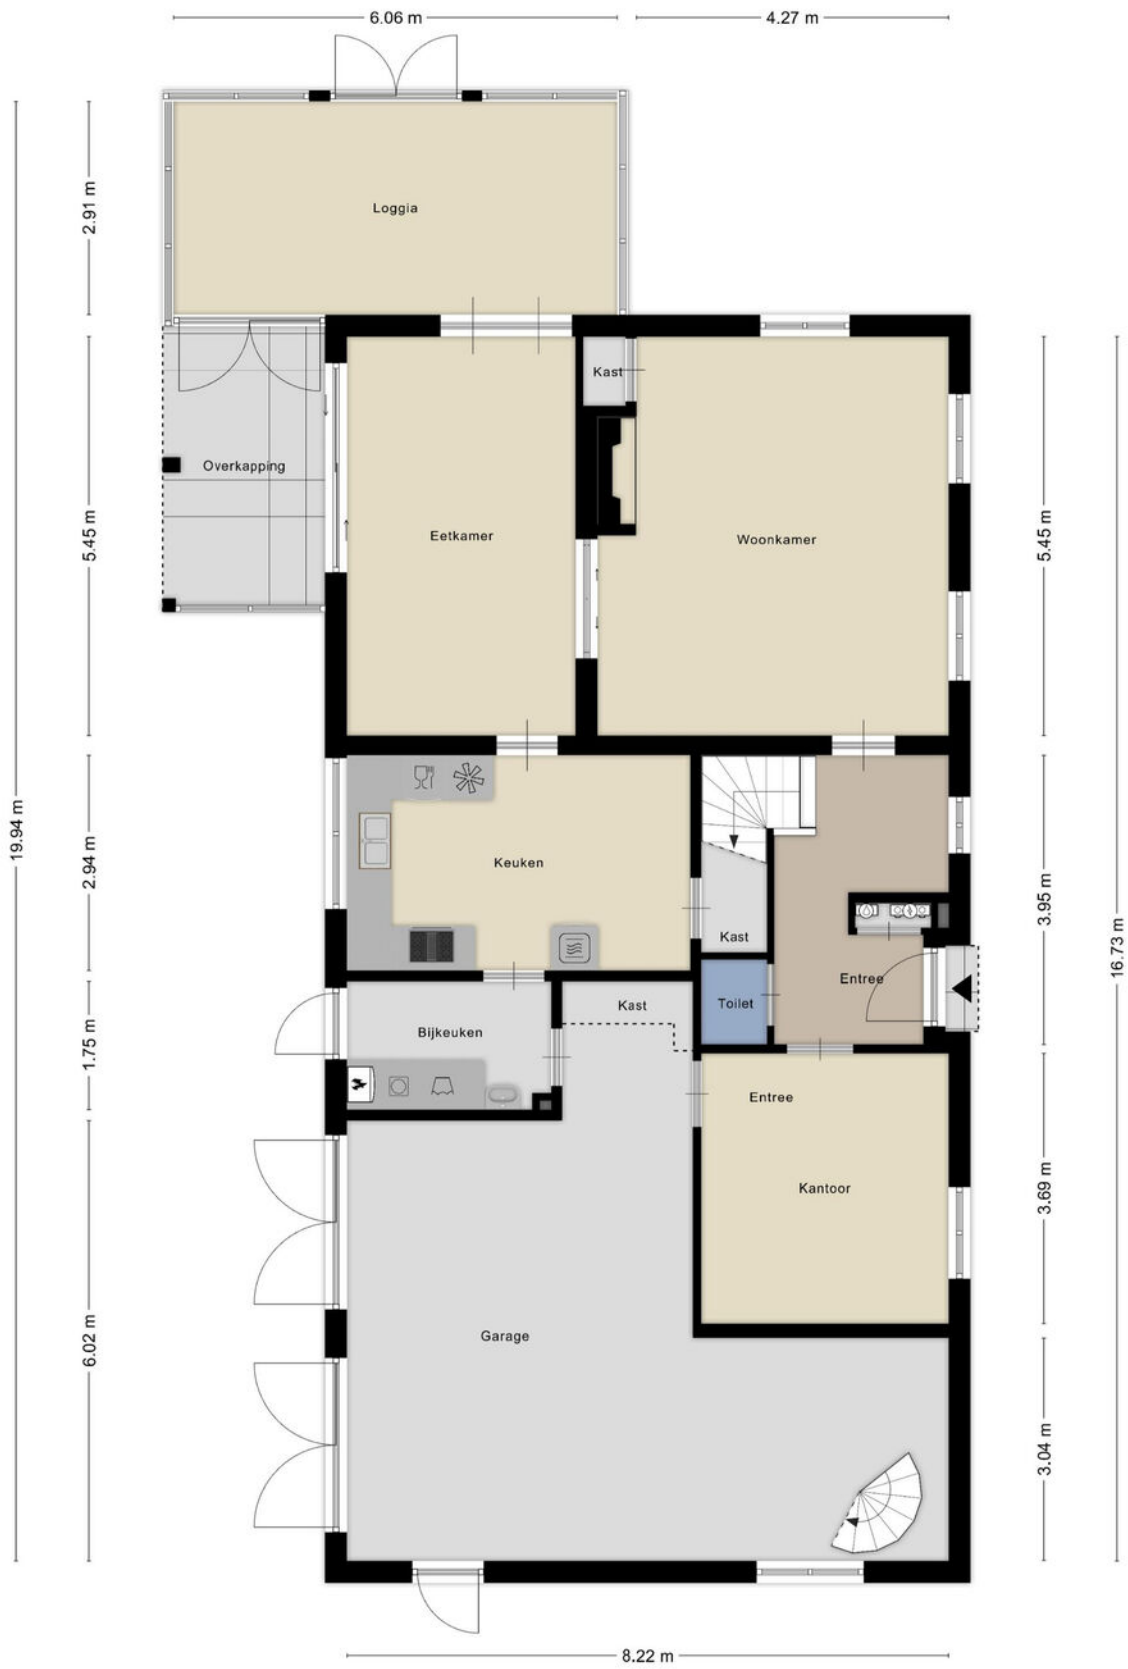 6.06 m
4.27 m
2.91 m
Loggia
Kast
Overkapping
Eetkamer
Woonkamer
5.45 m
5.45 m
19.94 m
2.94 m
Keuken
Kast
3.95 m
16.73 m
Entree
Toilet
Kast
Bijkeuken
1.75 m
Entree
Kantoor
3.69 m
Garage
6.02 m
3.04 m
8.22 m